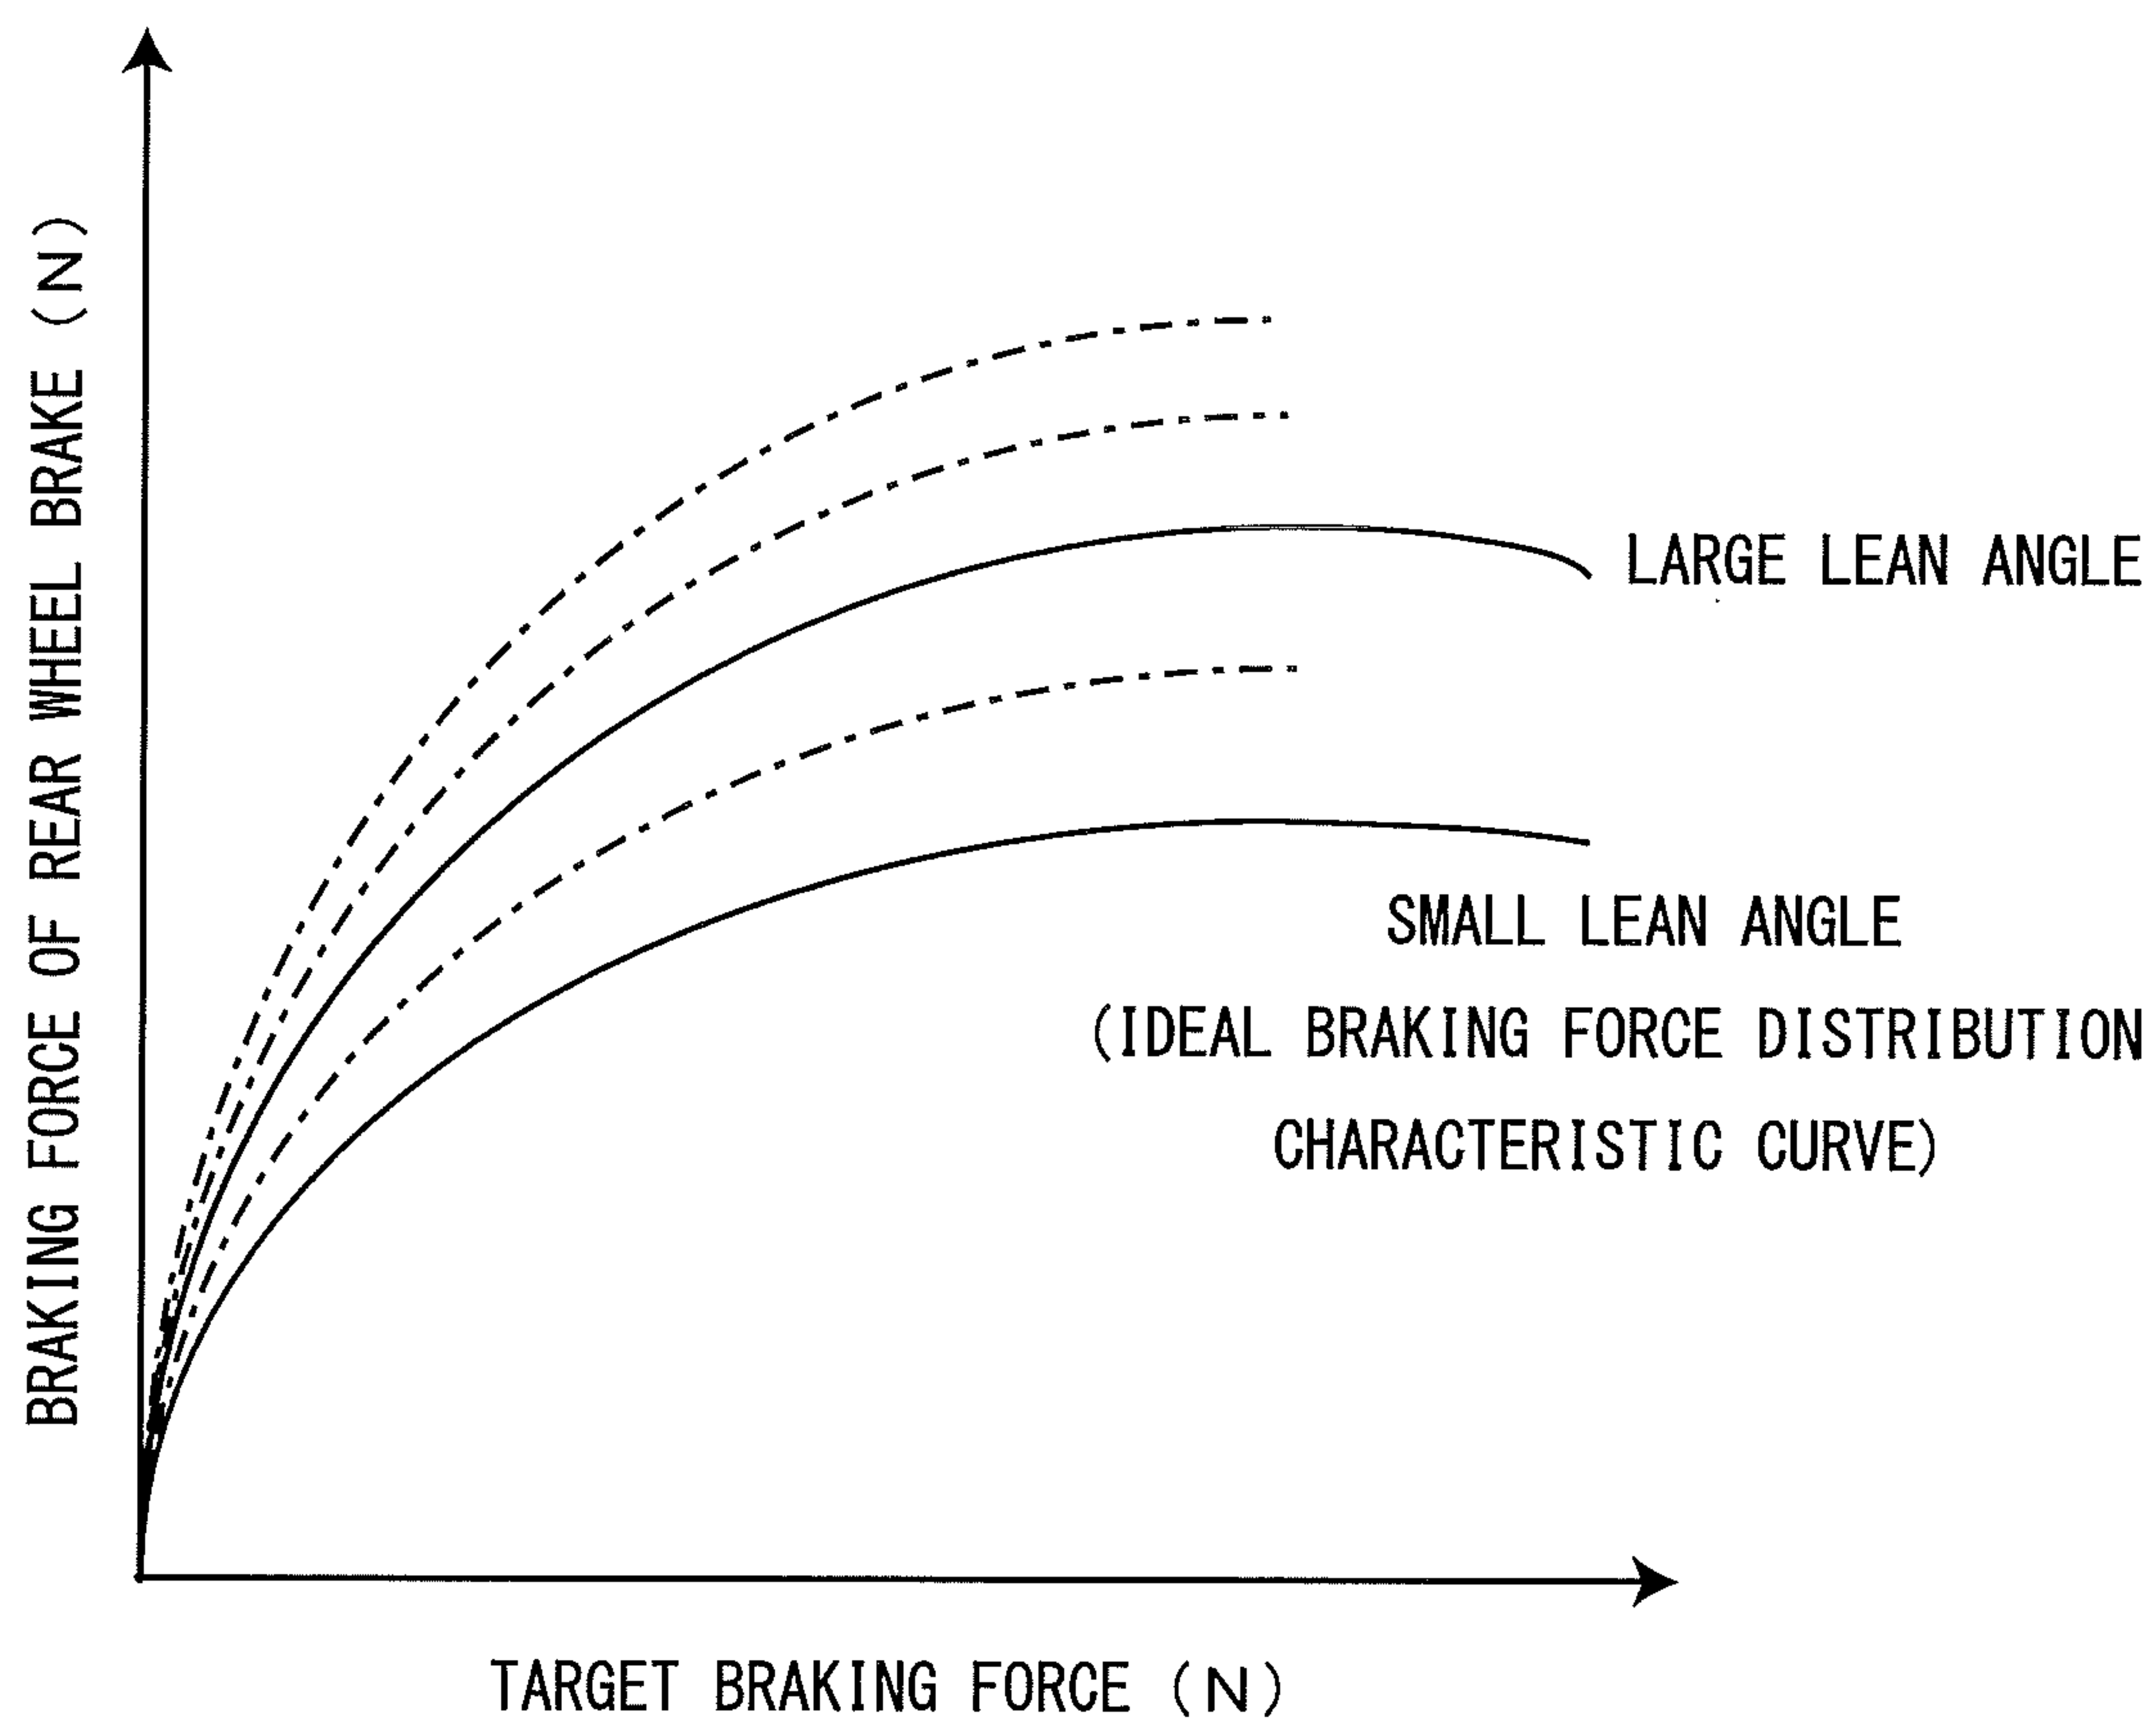 BRAKING FORCE OF REAR WHEEL BRAKE (N)
LARGE LEAN ANGLE
SMALL LEAN ANGLE
(IDEAL BRAKING FORCE DISTRIBUTION
CHARACTERISTIC CURVE)
TARGET BRAKING FORCE (N)